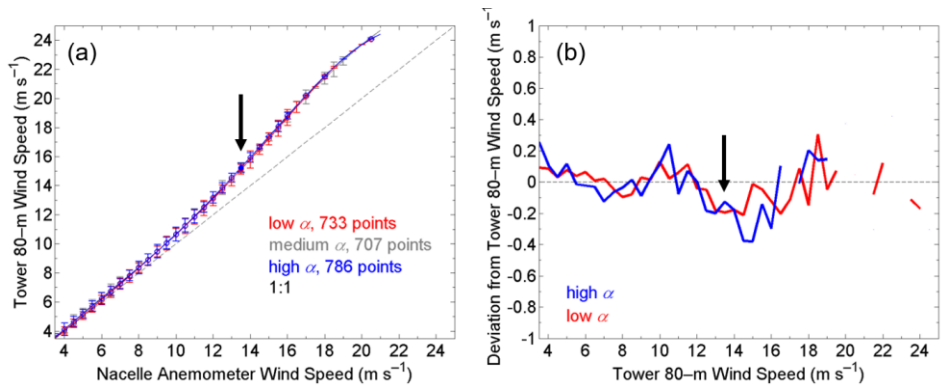 (a)
Tower 80–m Wind Speed (m s−1)
24
22
20
18
16
14
12
10
8
6
4
low α, 733 points
medium α, 707 points
high α, 786 points
1:1
4 6 8 10 12 14 16 18 20 22 24
Nacelle Anemometer Wind Speed (m s−1)
(b)
Deviation from Tower 80–m Wind Speed (m s−1)
1
0.8
0.6
0.4
0.2
0
-0.2
-0.4
-0.6
-0.8
-1
high α
low α
4 6 8 10 12 14 16 18 20 22 24
Tower 80–m Wind Speed (m s−1)